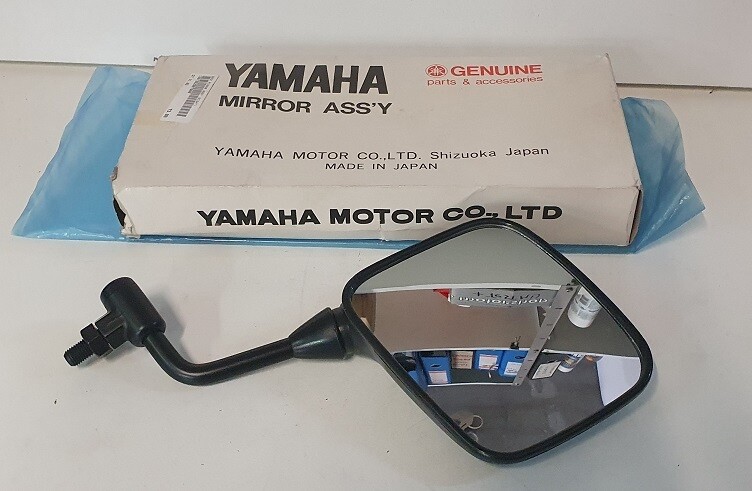 YAMAHA
MIRROR ASS'Y
GENUINE
parts & accessories
YAMAHA MOTOR CO.,LTD. Shizuoka Japan
MADE IN JAPAN
YAMAHA MOTOR CO., LTD